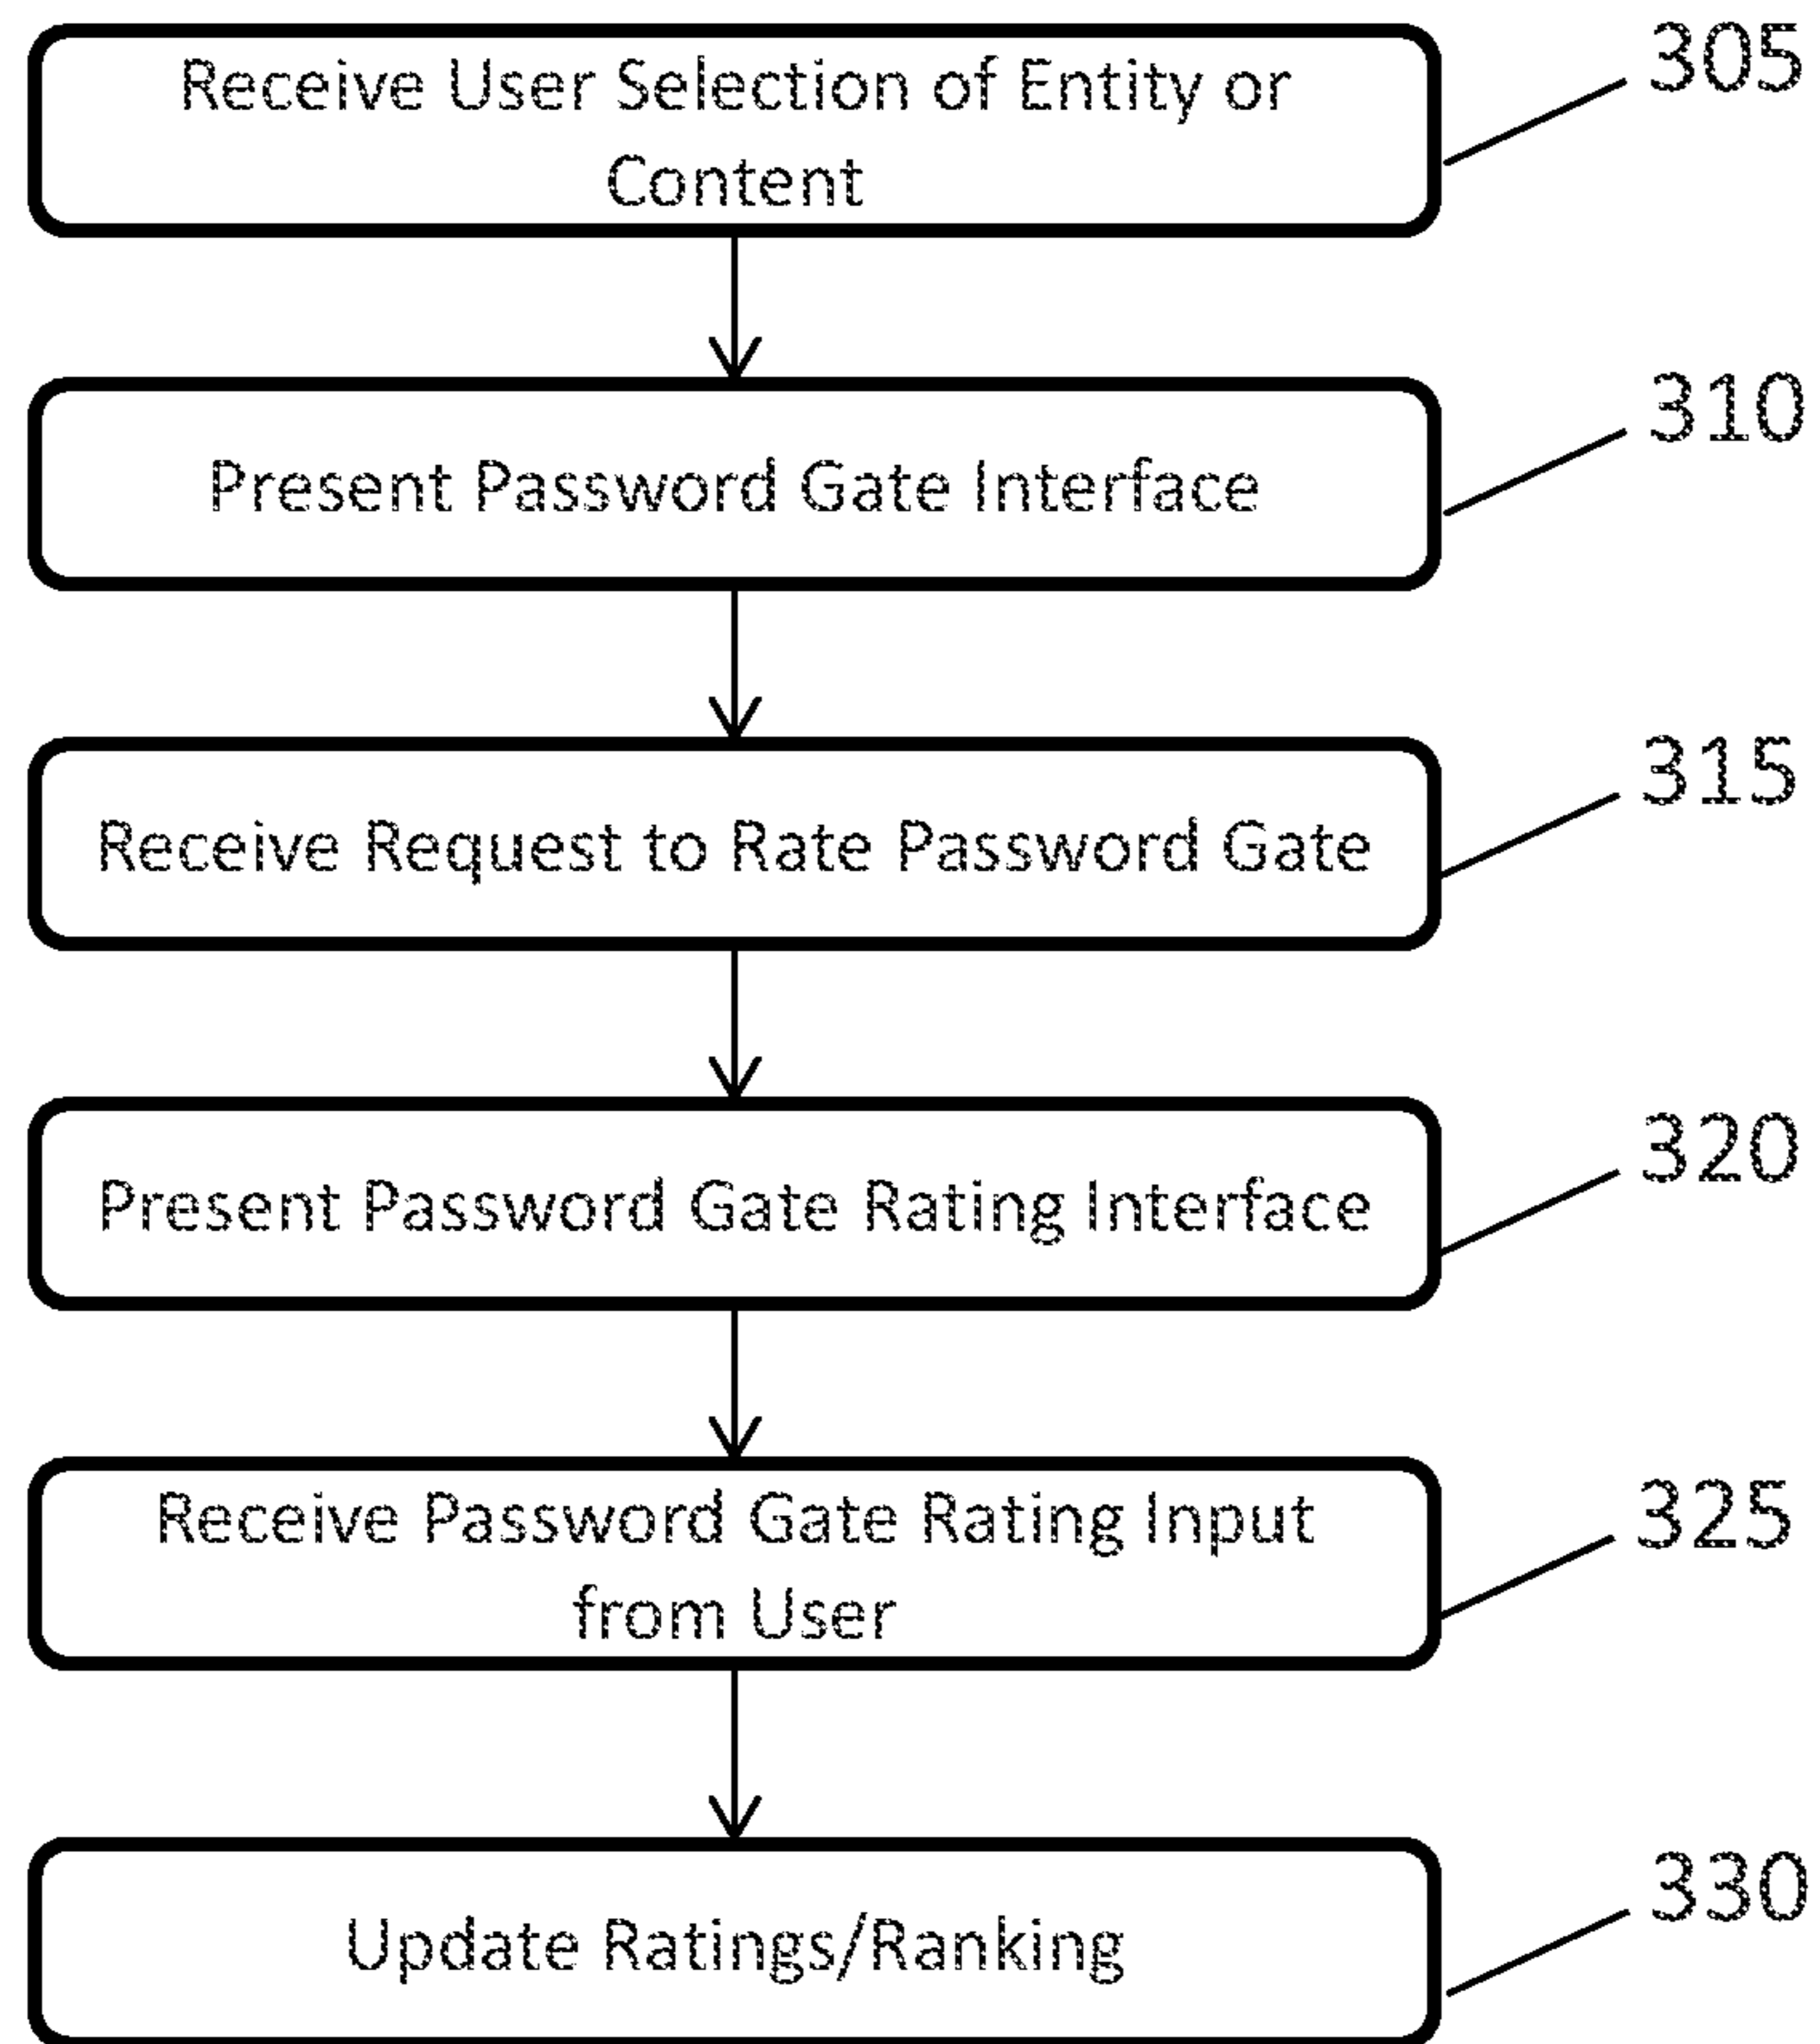 Receive User Selection of Entity or
Content
305
Present Password Gate Interface
310
Receive Request to Rate Password Gate
315
Present Password Gate Rating Interface
320
Receive Password Gate Rating Input
from User
325
Update Ratings/Ranking
330